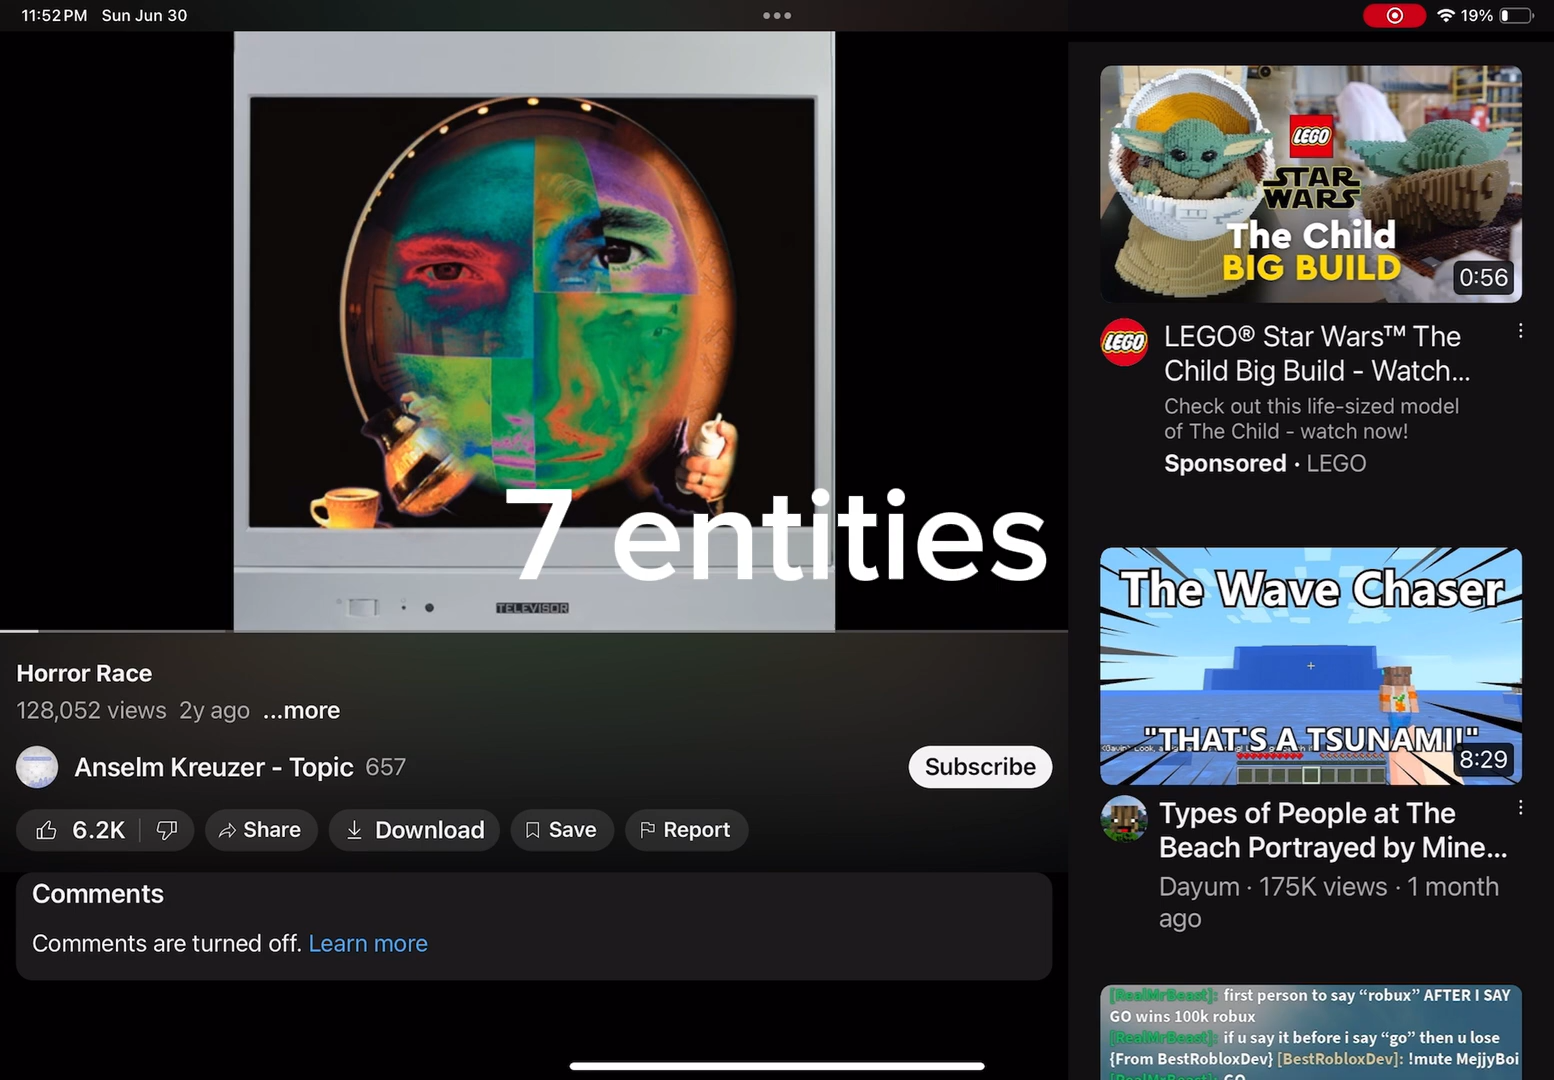 11:52 PM Sun Jun 30
19%
7 entities
TELEVISOR
Horror Race
128,052 views 2y ago ...more
Anselm Kreuzer - Topic 657
Subscribe
6.2K
Share
Download
Save
Report
Comments
Comments are turned off. Learn more
LEGO
STAR
WARS
The Child
BIG BUILD
0:56
LEGO
LEGO® Star Wars™ The
Child Big Build - Watch...
Check out this life-sized model
of The Child - watch now!
Sponsored · LEGO
The Wave Chaser
"THAT'S A TSUNAMI!"
8:29
Types of People at The
Beach Portrayed by Mine...
Dayum · 175K views · 1 month
ago
[RealMrBeast]: first person to say “robux” AFTER I SAY
GO wins 100k robux
[RealMrBeast]: if u say it before i say “go” then u lose
{From BestRobloxDev} [BestRobloxDev]: !mute MejjyBoi
[RealMrBeast]: GO